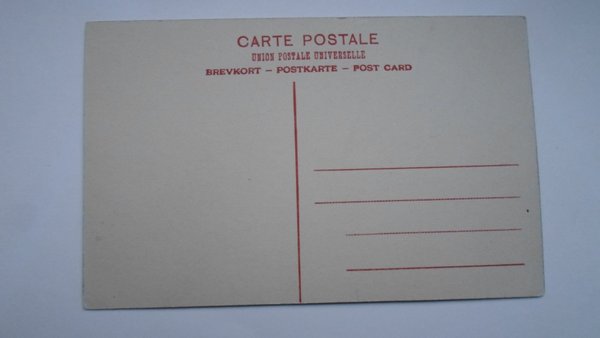 CARTE POSTALE
UNION POSTALE UNIVERSELLE
BREVKORT – POSTKARTE – POST CARD